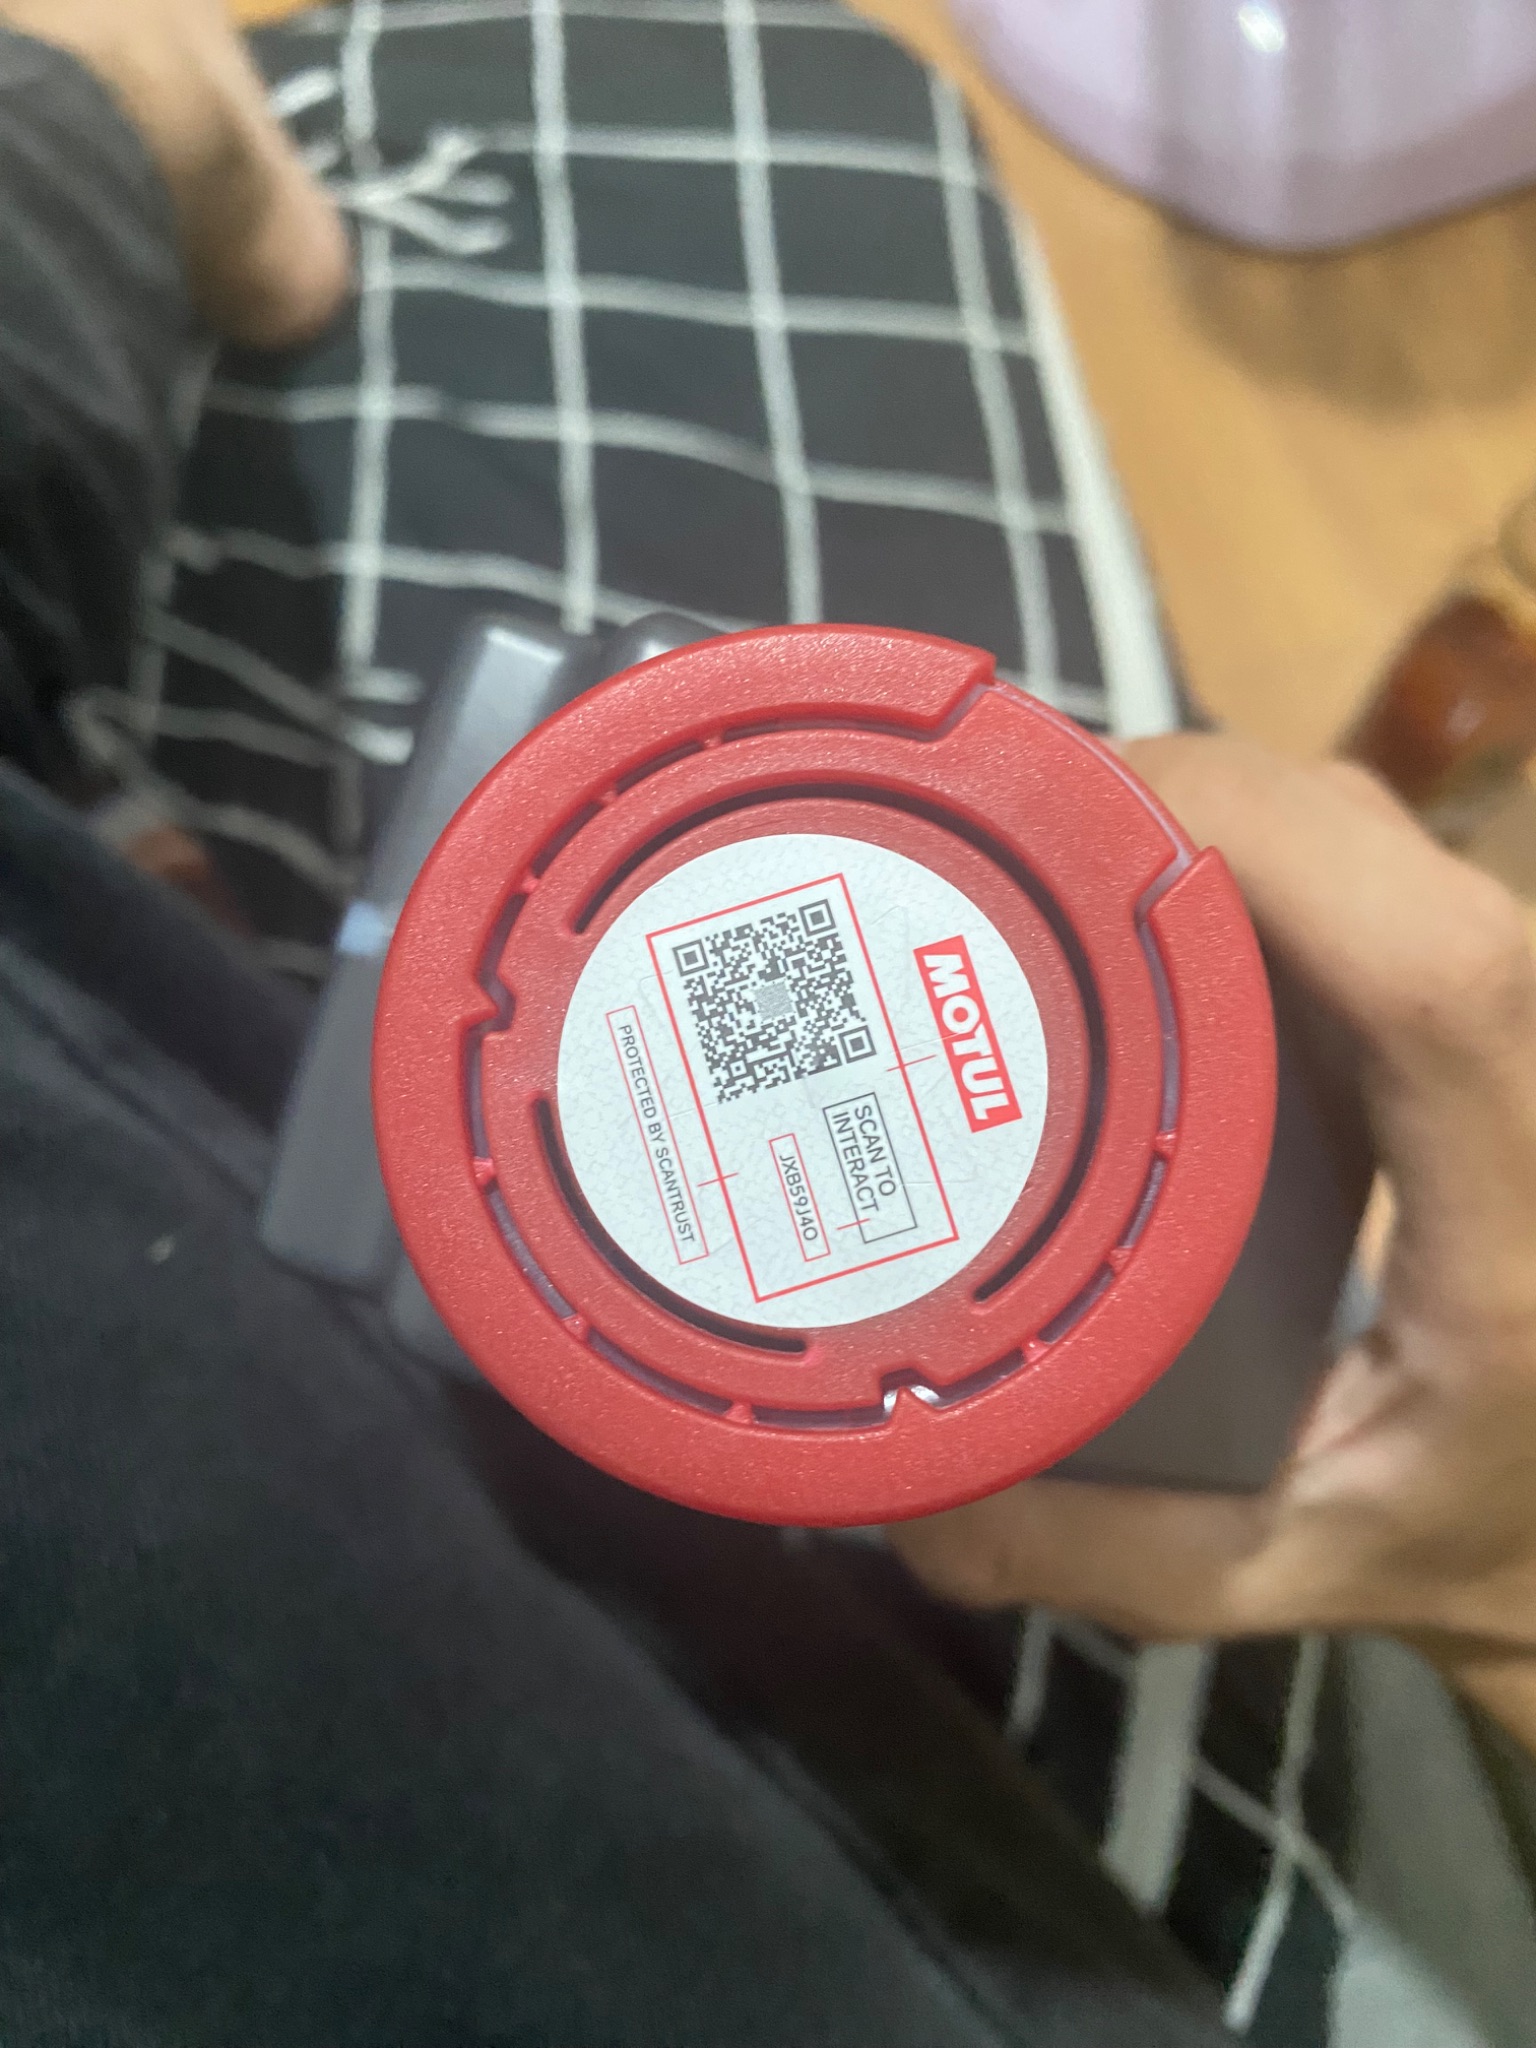 MOTUL
SCAN TO
INTERACT
JXB59J4O
PROTECTED BY SCANTRUST